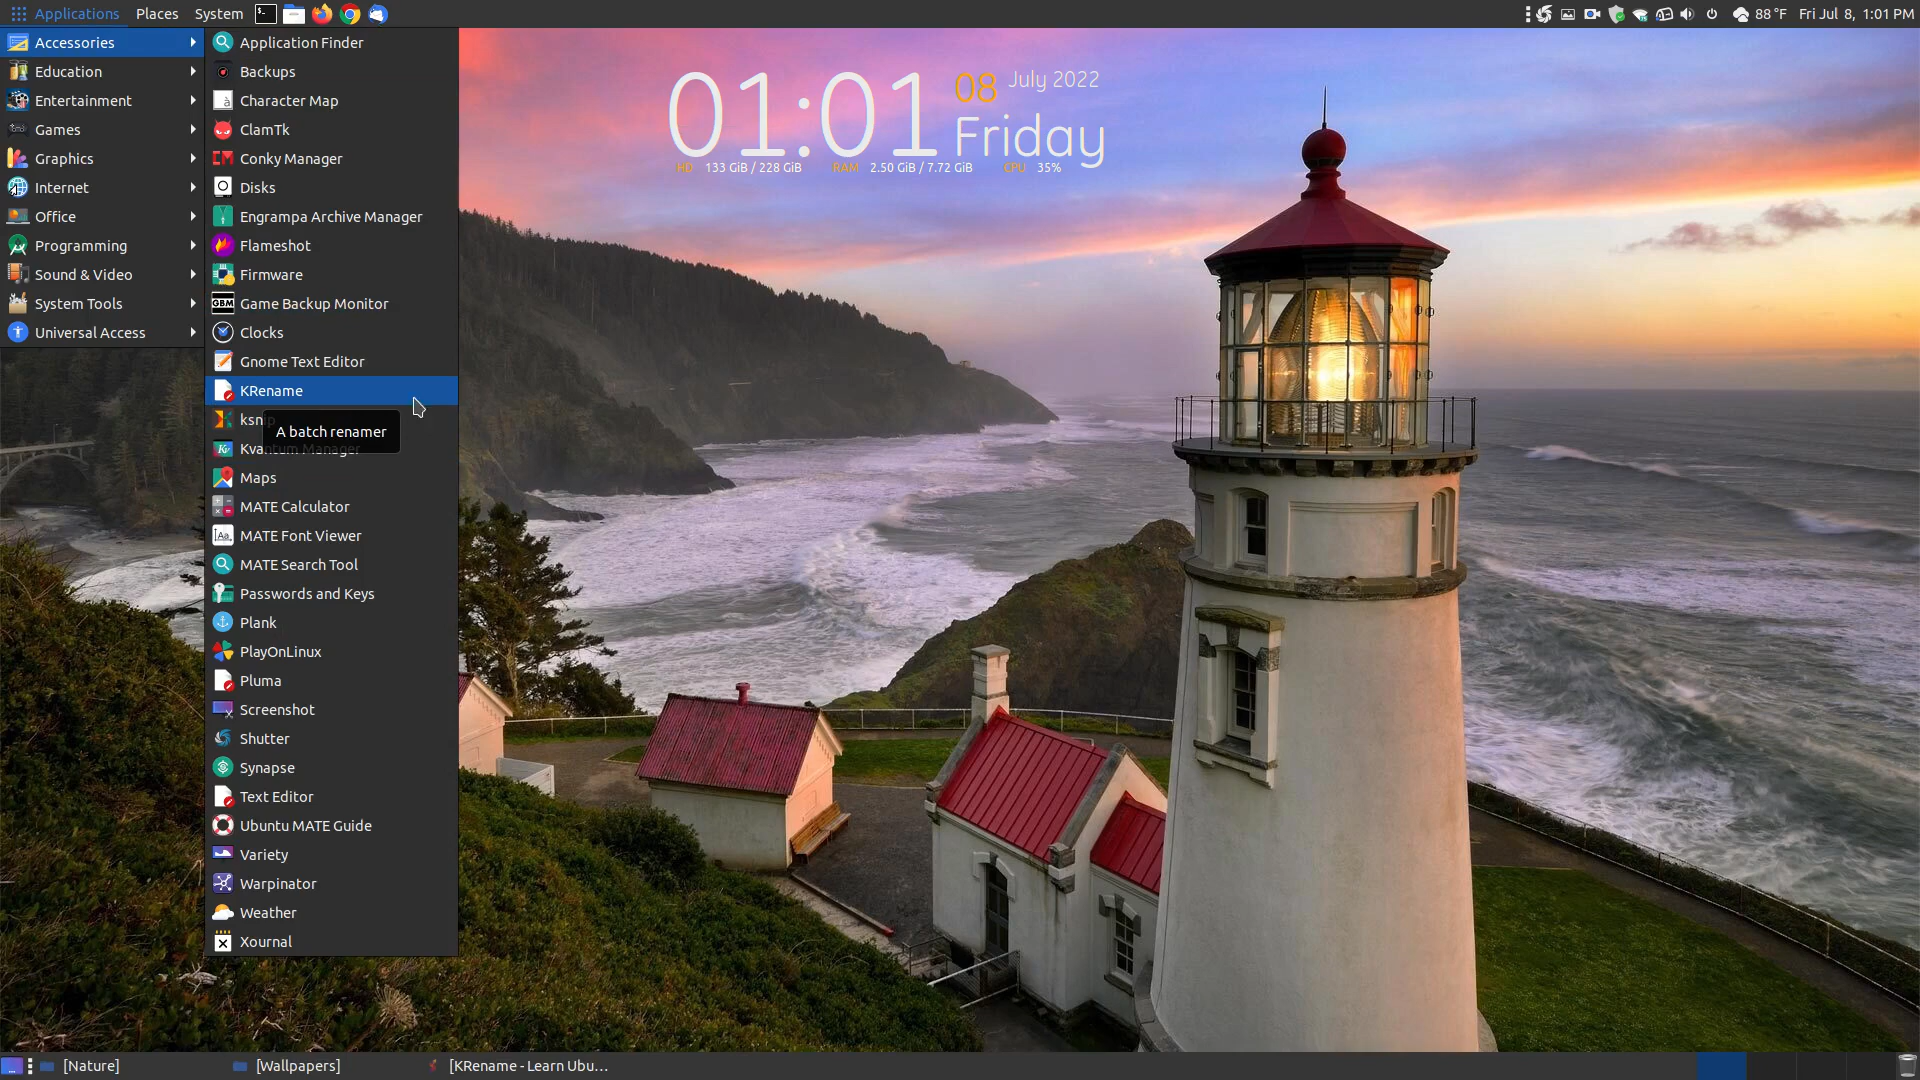 Applications Places System 88 °F Fri Jul 8, 1:01 PM
Accessories
Education
Entertainment
Games
Graphics
Internet
Office
Programming
Sound & Video
System Tools
Universal Access
Application Finder
Backups
Character Map
ClamTk
Conky Manager
Disks
Engrampa Archive Manager
Flameshot
Firmware
GBM Game Backup Monitor
Clocks
Gnome Text Editor
KRename
ksnip
A batch renamer
Kvantum Manager
Maps
MATE Calculator
MATE Font Viewer
MATE Search Tool
Passwords and Keys
Plank
PlayOnLinux
Pluma
Screenshot
Shutter
Synapse
Text Editor
Ubuntu MATE Guide
Variety
Warpinator
Weather
Xournal
01:01 08 July 2022
Friday
HD 133 GiB / 228 GiB RAM 2.50 GiB / 7.72 GiB CPU 35%
[Nature] [Wallpapers] [KRename - Learn Ubu...